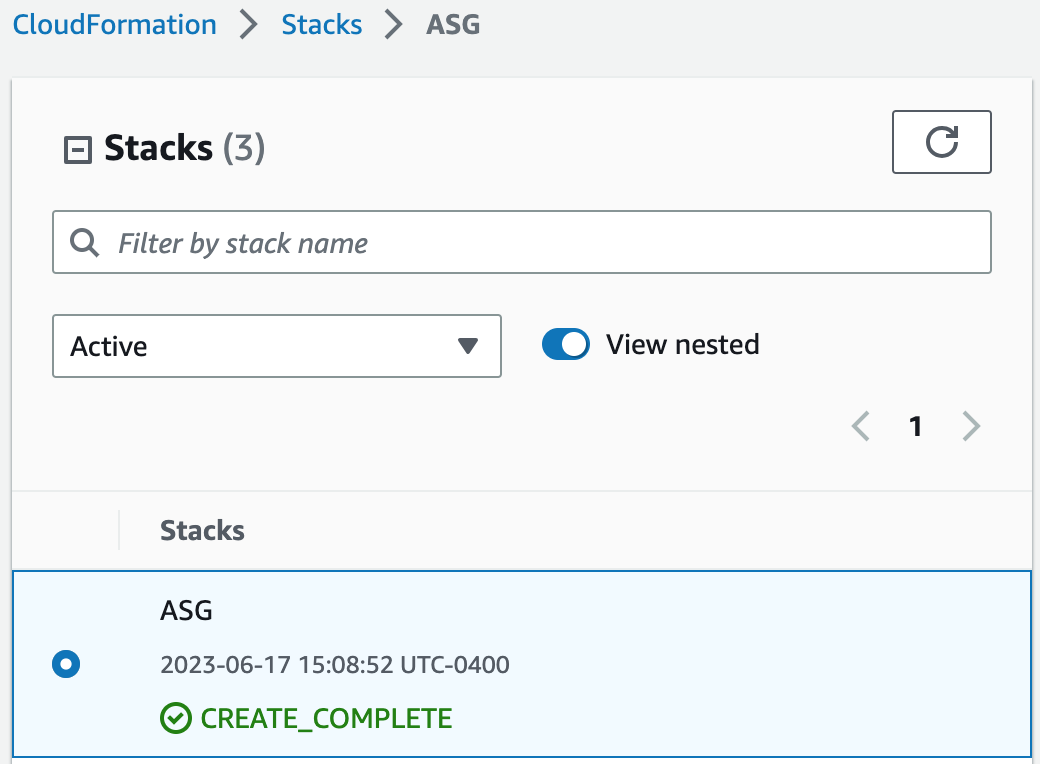 CloudFormation > Stacks > ASG
Stacks (3)
Filter by stack name
Active
View nested
1
Stacks
ASG
2023-06-17 15:08:52 UTC-0400
CREATE_COMPLETE